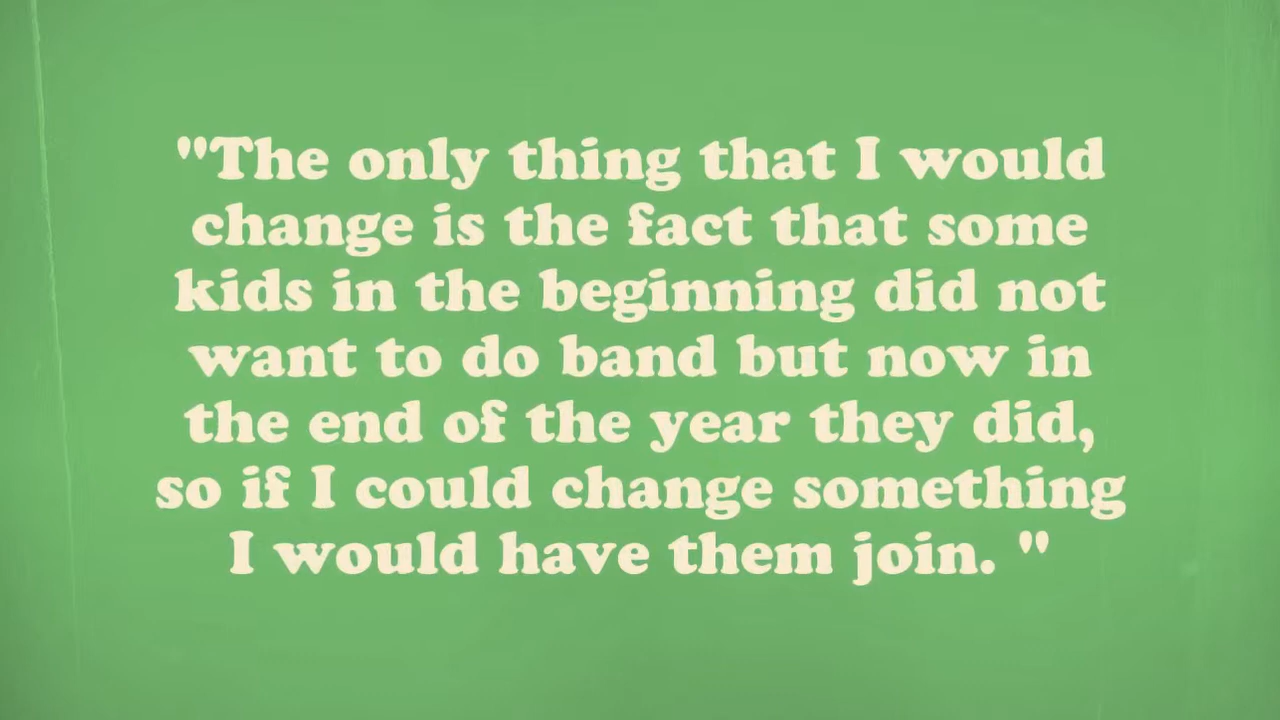 "The only thing that I would
change is the fact that some
kids in the beginning did not
want to do band but now in
the end of the year they did,
so if I could change something
I would have them join. "